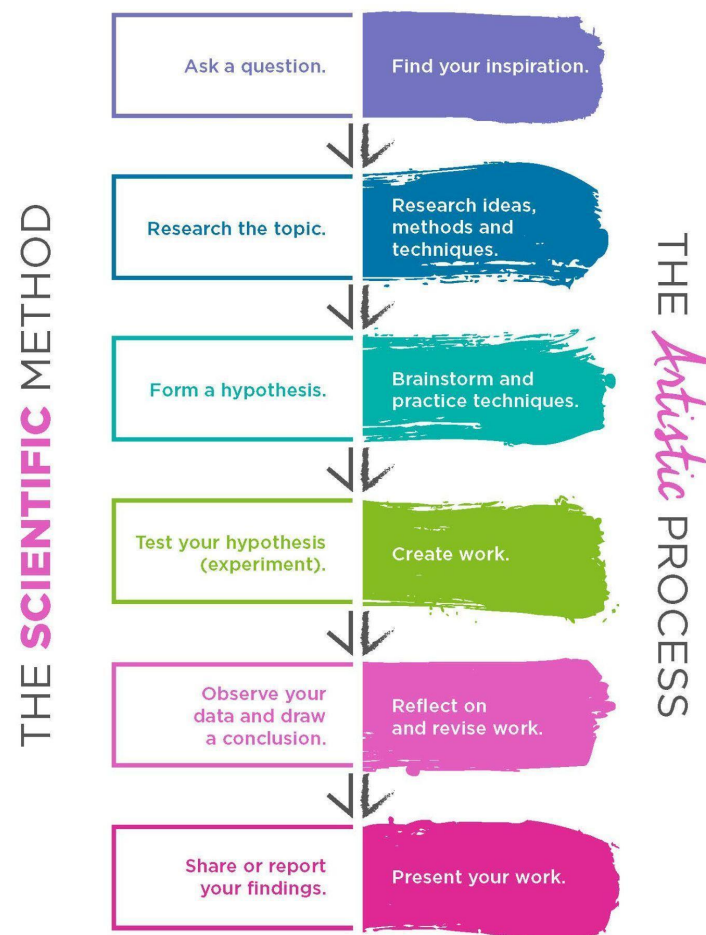 THE SCIENTIFIC METHOD
THE Artistic PROCESS
Ask a question.
Find your inspiration.
Research the topic.
Research ideas,
methods and
techniques.
Form a hypothesis.
Brainstorm and
practice techniques.
Test your hypothesis
(experiment).
Create work.
Observe your
data and draw
a conclusion.
Reflect on
and revise work.
Share or report
your findings.
Present your work.